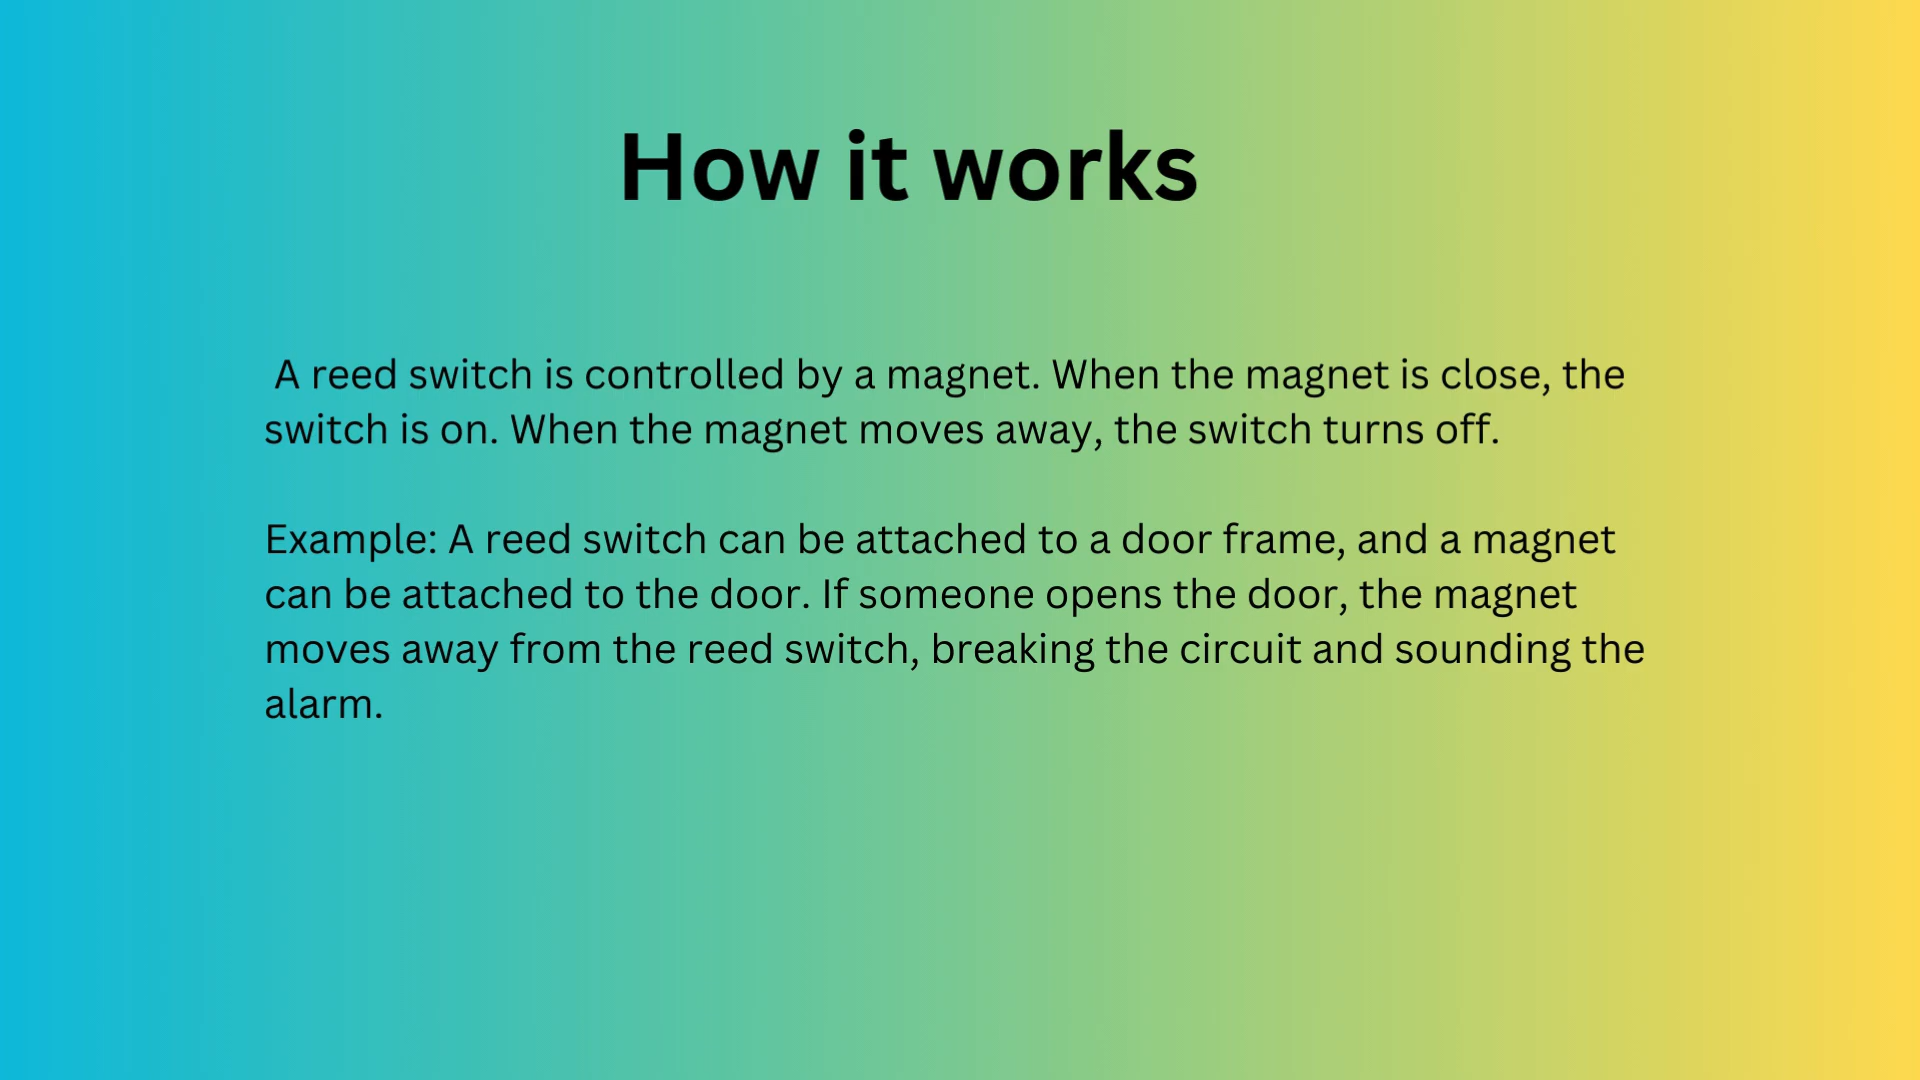 How it works
A reed switch is controlled by a magnet. When the magnet is close, the
switch is on. When the magnet moves away, the switch turns off.
Example: A reed switch can be attached to a door frame, and a magnet
can be attached to the door. If someone opens the door, the magnet
moves away from the reed switch, breaking the circuit and sounding the
alarm.